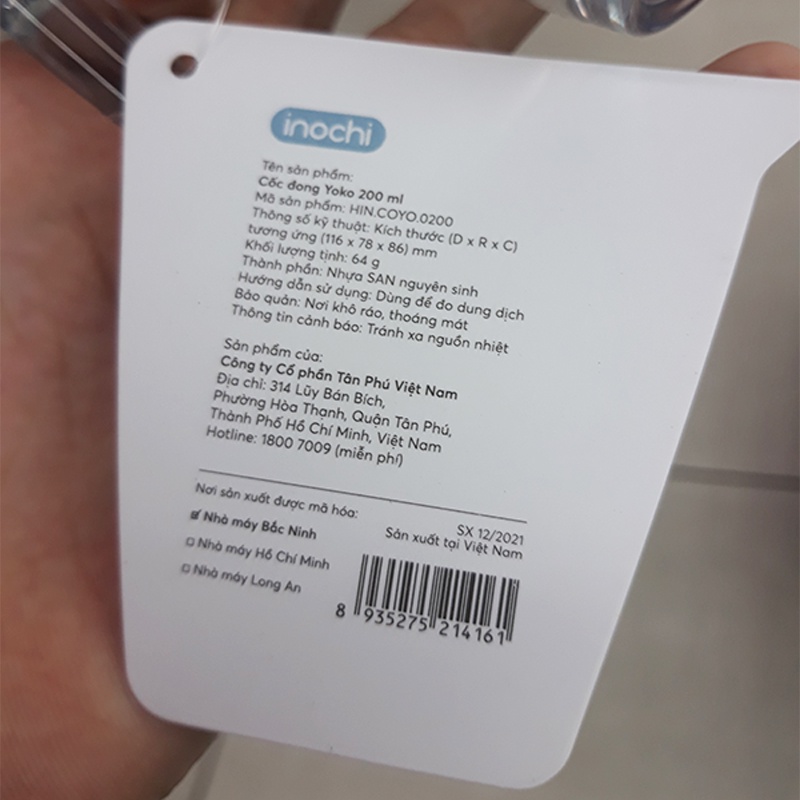 inochi
Tên sản phẩm:
Cốc đong Yoko 200 ml
Mã sản phẩm: HIN.COYO.0200
Thông số kỹ thuật: Kích thước (D x R x C)
tương ứng (116 x 78 x 86) mm
Khối lượng tịnh: 64 g
Thành phần: Nhựa SAN nguyên sinh
Hướng dẫn sử dụng: Dùng để đo dung dịch
Bảo quản: Nơi khô ráo, thoáng mát
Thông tin cảnh báo: Tránh xa nguồn nhiệt
Sản phẩm của:
Công ty Cổ phần Tân Phú Việt Nam
Địa chỉ: 314 Lũy Bán Bích,
Phường Hòa Thạnh, Quận Tân Phú,
Thành Phố Hồ Chí Minh, Việt Nam
Hotline: 1800 7009 (miễn phí)
Nơi sản xuất được mã hóa:
Nhà máy Bắc Ninh
Nhà máy Hồ Chí Minh
Nhà máy Long An
SX 12/2021
Sản xuất tại Việt Nam
8 935275 214161